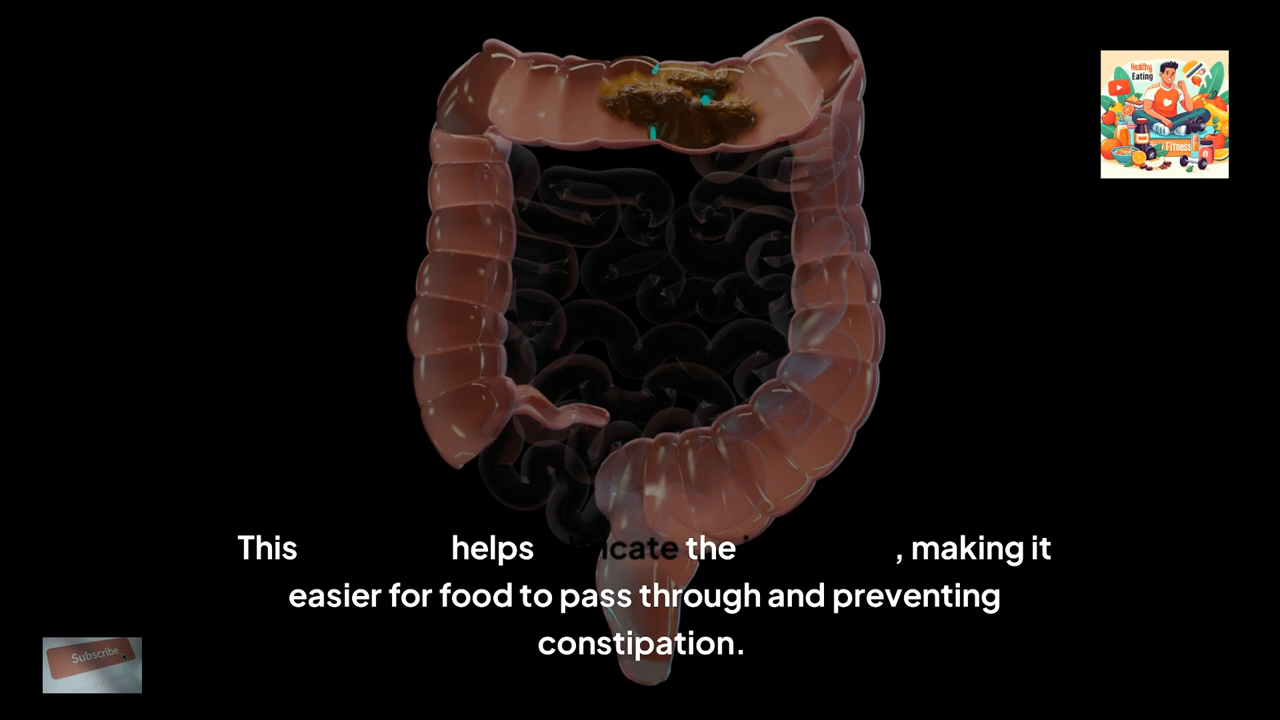 Healthy
Eating
Fitness
This helps the , making it
easier for food to pass through and preventing
constipation.
Subscribe